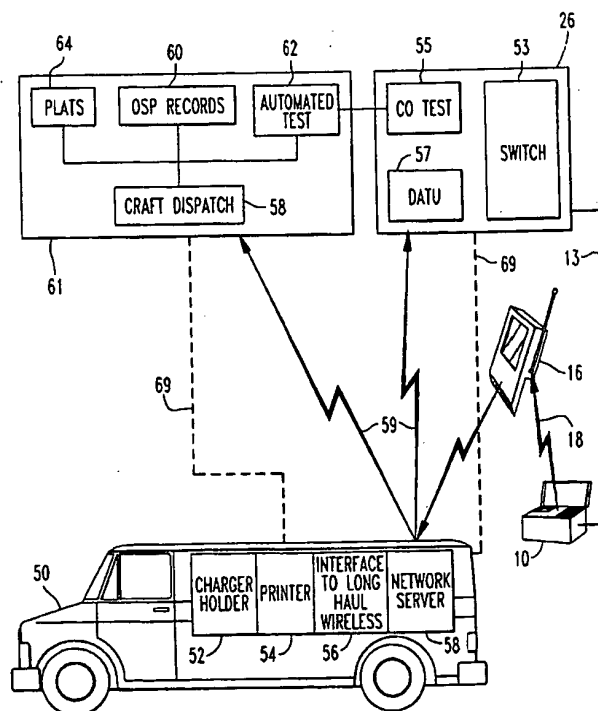 64
60
62
55
26
53
PLATS
OSP RECORDS
AUTOMATED
TEST
CO TEST
57
SWITCH
DATU
CRAFT DISPATCH
58
61
69
13
16
69
59
18
10
50
CHARGER
HOLDER
PRINTER
INTERFACE
TO LONG
HAUL
WIRELESS
NETWORK
SERVER
52
54
56
58